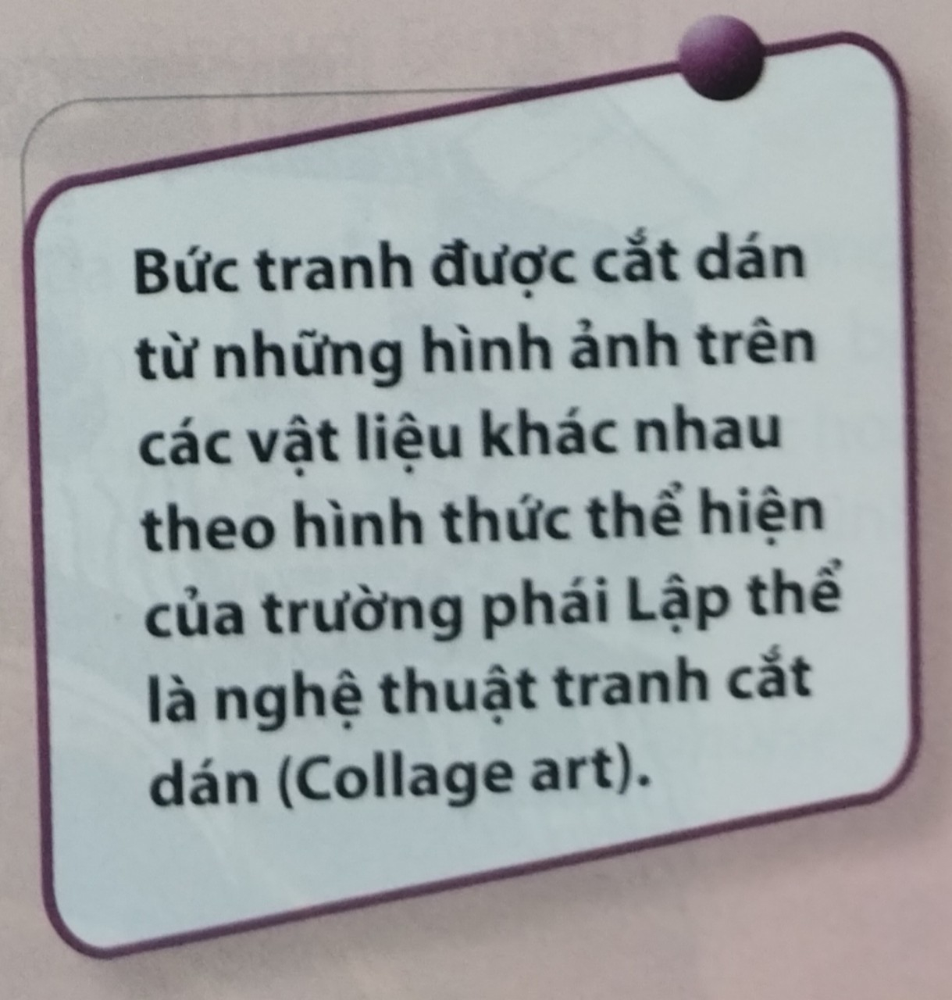 Bức tranh được cắt dán
từ những hình ảnh trên
các vật liệu khác nhau
theo hình thức thể hiện
của trường phái Lập thể
là nghệ thuật tranh cắt
dán (Collage art).